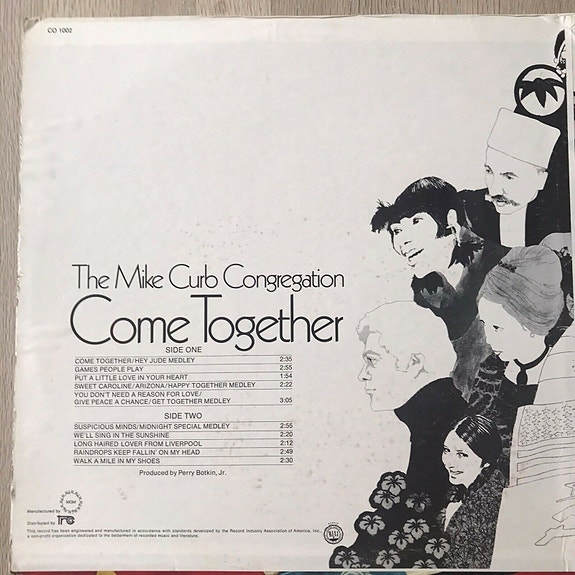 CO 1002
The Mike Curb Congregation
Come Together
SIDE ONE
COME TOGETHER/HEY JUDE MEDLEY 2:35
GAMES PEOPLE PLAY 2:55
PUT A LITTLE LOVE IN YOUR HEART 1:54
SWEET CAROLINE/ARIZONA/HAPPY TOGETHER MEDLEY 2:22
YOU DON'T NEED A REASON FOR LOVE/
GIVE PEACE A CHANCE/GET TOGETHER MEDLEY 3:05
SIDE TWO
SUSPICIOUS MINDS/MIDNIGHT SPECIAL MEDLEY 2:55
WE'LL SING IN THE SUNSHINE 2:20
LONG HAIRED LOVER FROM LIVERPOOL 2:12
RAINDROPS KEEP FALLIN' ON MY HEAD 2:49
WALK A MILE IN MY SHOES 2:30
Produced by Perry Botkin, Jr.
Manufactured by MGM
Distributed by TRC
This record has been engineered and manufactured in accordance with standards developed by the Record Industry Association of America, Inc.,
a non-profit organization dedicated to the betterment of recorded music and literature.